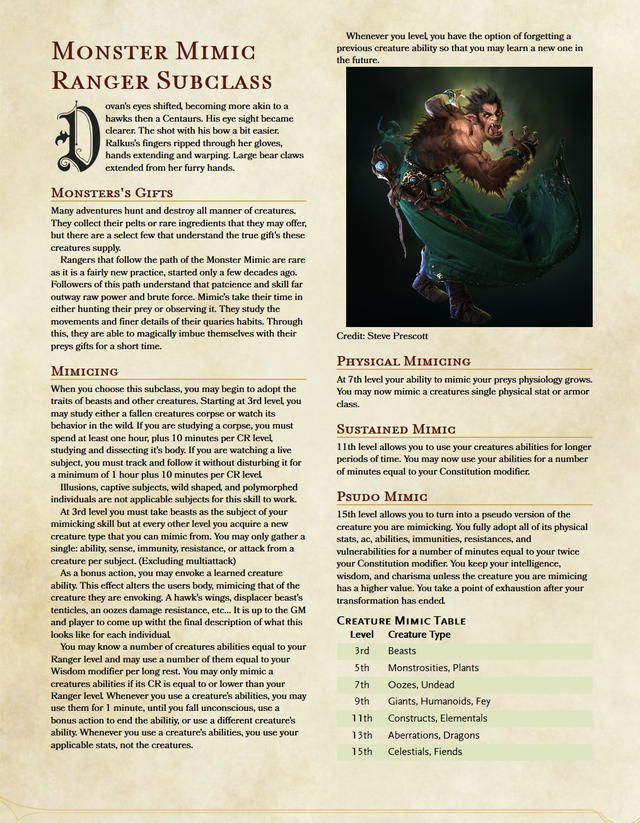 Monster Mimic
Ranger Subclass
Dovan's eyes shifted, becoming more akin to a
hawks then a Centaurs. His eye sight became
clearer. The shot with his bow a bit easier.
Ralkus's fingers ripped through her gloves,
hands extending and warping. Large bear claws
extended from her furry hands.
Monsters's Gifts
Many adventures hunt and destroy all manner of creatures.
They collect their pelts or rare ingredients that they may offer,
but there are a select few that understand the true gift's these
creatures supply.
Rangers that follow the path of the Monster Mimic are rare
as it is a fairly new practice, started only a few decades ago.
Followers of this path understand that patcience and skill far
outway raw power and brute force. Mimic's take their time in
either hunting their prey or observing it. They study the
movements and finer details of their quaries habits. Through
this, they are able to magically imbue themselves with their
preys gifts for a short time.
Mimicing
When you choose this subclass, you may begin to adopt the
traits of beasts and other creatures. Starting at 3rd level, you
may study either a fallen creatures corpse or watch its
behavior in the wild. If you are studying a corpse, you must
spend at least one hour, plus 10 minutes per CR level,
studying and dissecting it's body. If you are watching a live
subject, you must track and follow it without disturbing it for
a minimum of 1 hour plus 10 minutes per CR level.
Illusions, captive subjects, wild shaped, and polymorphed
individuals are not applicable subjects for this skill to work.
At 3rd level you must take beasts as the subject of your
mimicking skill but at every other level you acquire a new
creature type that you can mimic from. You may only gather a
single: ability, sense, immunity, resistance, or attack from a
creature per subject. (Excluding multiattack)
As a bonus action, you may envoke a learned creature
ability. This effect alters the users body, mimicing that of the
creature they are envoking. A hawk's wings, displacer beast's
tenticles, an oozes damage resistance, etc... It is up to the GM
and player to come up witht the final description of what this
looks like for each individual.
You may know a number of creatures abilities equal to your
Ranger level and may use a number of them equal to your
Wisdom modifier per long rest. You may only mimic a
creatures abilities if its CR is equal to or lower than your
Ranger level. Whenever you use a creature's abilities, you may
use them for 1 minute, until you fall unconscious, use a
bonus action to end the abilitiy, or use a different creature's
ability. Whenever you use a creature's abilities, you use your
applicable stats, not the creatures.
Whenever you level, you have the option of forgetting a
previous creature ability so that you may learn a new one in
the future.
Credit: Steve Prescott
Physical Mimicing
At 7th level your ability to mimic your preys physiology grows.
You may now mimic a creatures single physical stat or armor
class.
Sustained Mimic
11th level allows you to use your creatures abilities for longer
periods of time. You may now use your abilities for a number
of minutes equal to your Constitution modifier.
Psudo Mimic
15th level allows you to turn into a pseudo version of the
creature you are mimicking. You fully adopt all of its physical
stats, ac, abilities, immunities, resistances, and
vulnerabilities for a number of minutes equal to your twice
your Constitution modifier. You keep your intelligence,
wisdom, and charisma unless the creature you are mimicing
has a higher value. You take a point of exhaustion after your
transformation has ended.
Creature Mimic Table
Level Creature Type
3rd Beasts
5th Monstrosities, Plants
7th Oozes, Undead
9th Giants, Humanoids, Fey
11th Constructs, Elementals
13th Aberrations, Dragons
15th Celestials, Fiends